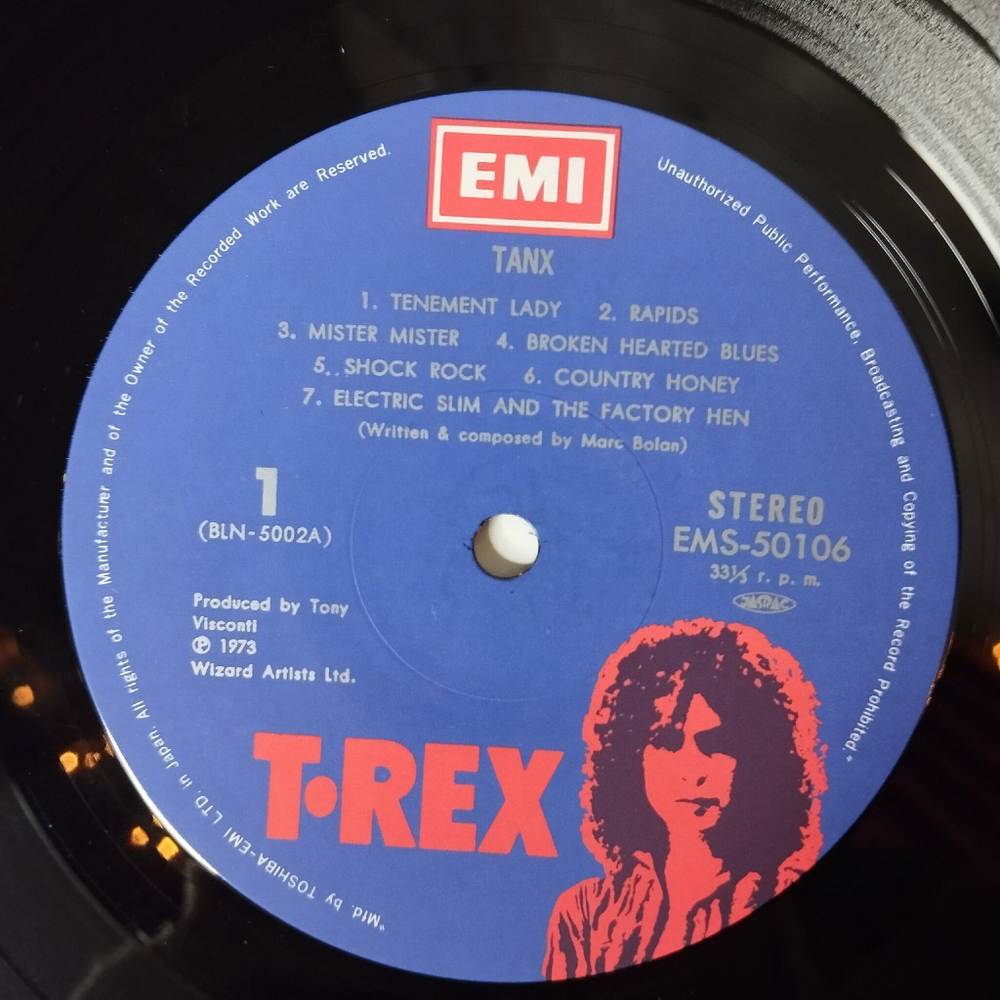 EMI
TANX
1. TENEMENT LADY 2. RAPIDS
3. MISTER MISTER 4. BROKEN HEARTED BLUES
5. SHOCK ROCK 6. COUNTRY HONEY
7. ELECTRIC SLIM AND THE FACTORY HEN
(Written & composed by Marc Bolan)
1
(BLN-5002A)
STEREO
EMS-50106
33⅓ r. p. m.
JASRAC
Produced by Tony
Visconti
℗ 1973
Wizard Artists Ltd.
T•REX
"Mfd. by TOSHIBA-EMI LTD. in Japan. All rights of the Manufacturer and of the Owner of the Recorded Work are Reserved.
Unauthorized Public Performance, Broadcasting and Copying of the Record Prohibited."